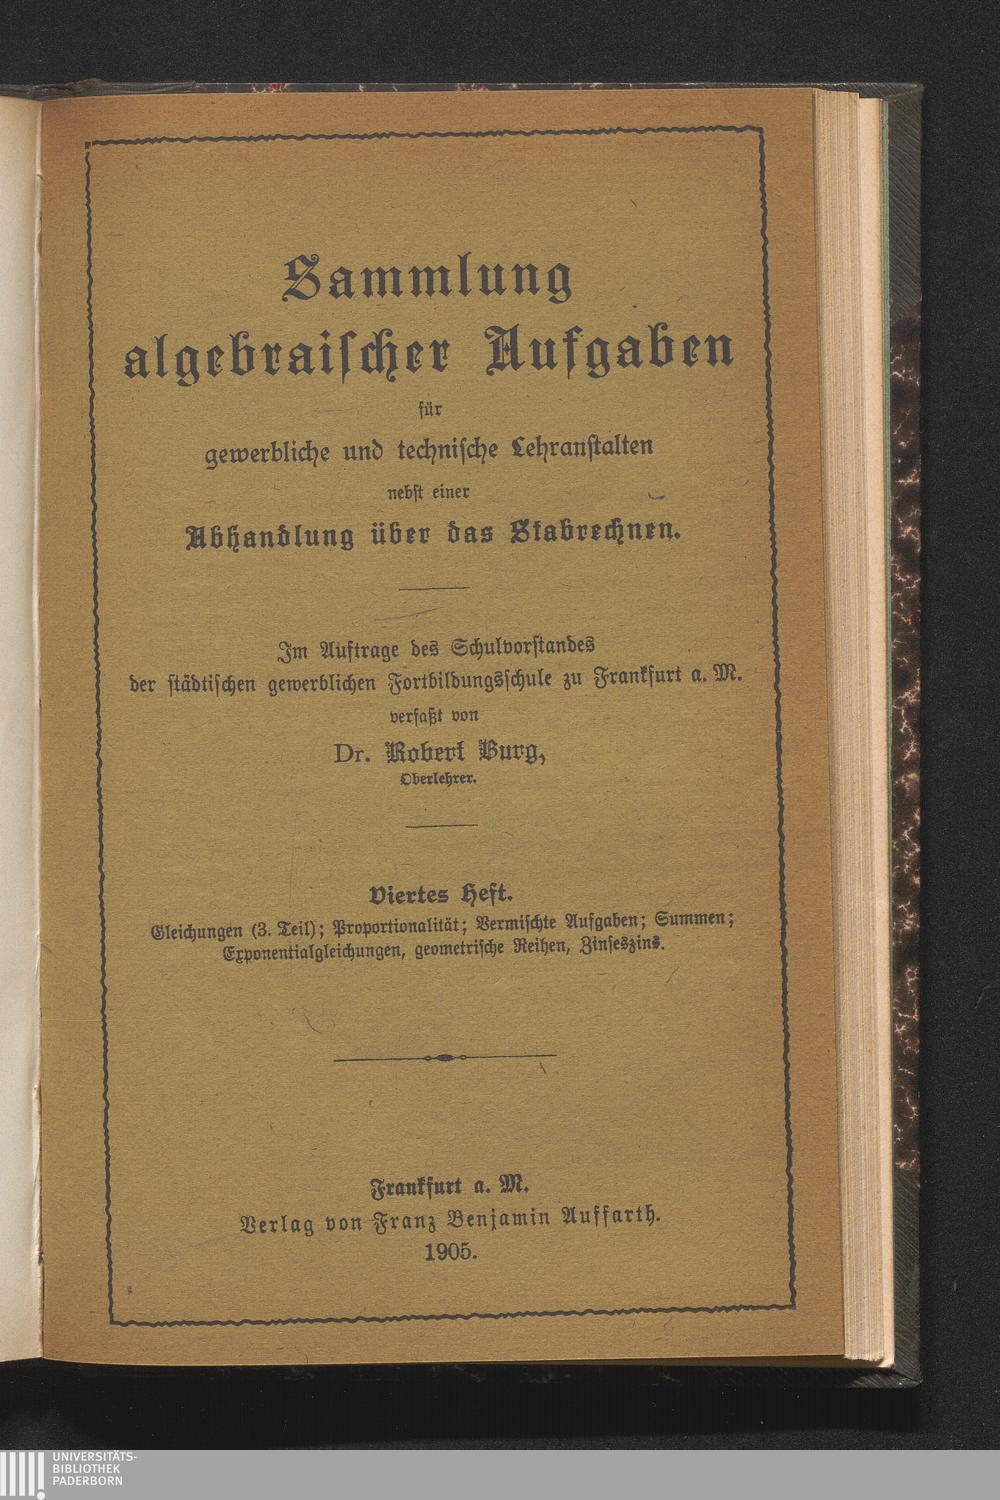 Sammlung
algebraischer Aufgaben
für
gewerbliche und technische Lehranstalten
nebst einer
Abhandlung über das Stabrechnen.
Im Auftrage des Schulvorstandes
der städtischen gewerblichen Fortbildungsschule zu Frankfurt a. M.
verfaßt von
Dr. Robert Burg,
Oberlehrer.
Viertes Heft.
Gleichungen (3. Teil); Proportionalität; Vermischte Aufgaben; Summen;
Exponentialgleichungen, geometrische Reihen, Zinseszins.
Frankfurt a. M.
Verlag von Franz Benjamin Auffarth.
1905.
UNIVERSITÄTS-
BIBLIOTHEK
PADERBORN